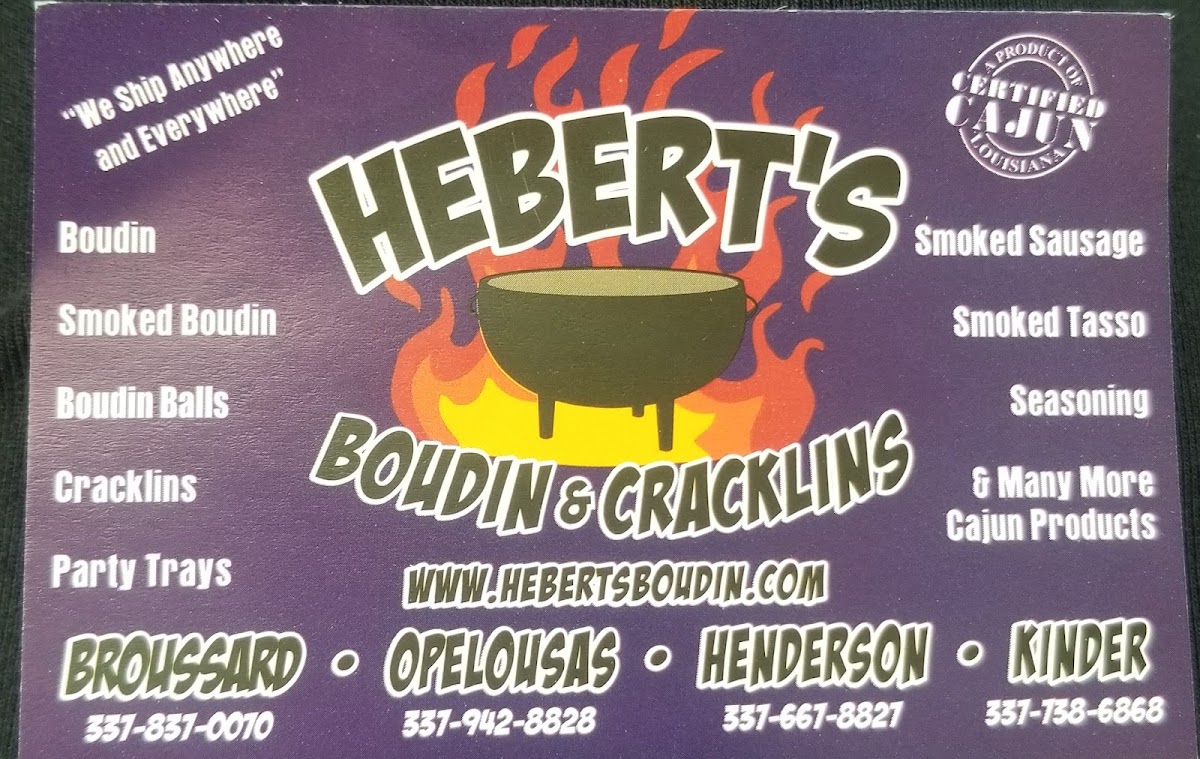 "We Ship Anywhere
and Everywhere"
HEBERT'S
A PRODUCT OF
CERTIFIED
CAJUN
LOUISIANA
Boudin
Smoked Boudin
Boudin Balls
Cracklins
Party Trays
Smoked Sausage
Smoked Tasso
Seasoning
& Many More
Cajun Products
BOUDIN & CRACKLINS
WWW.HEBERTSBOUDIN.COM
BROUSSARD • OPELOUSAS • HENDERSON • KINDER
337-837-0070 337-942-8828 337-667-8827 337-738-6868